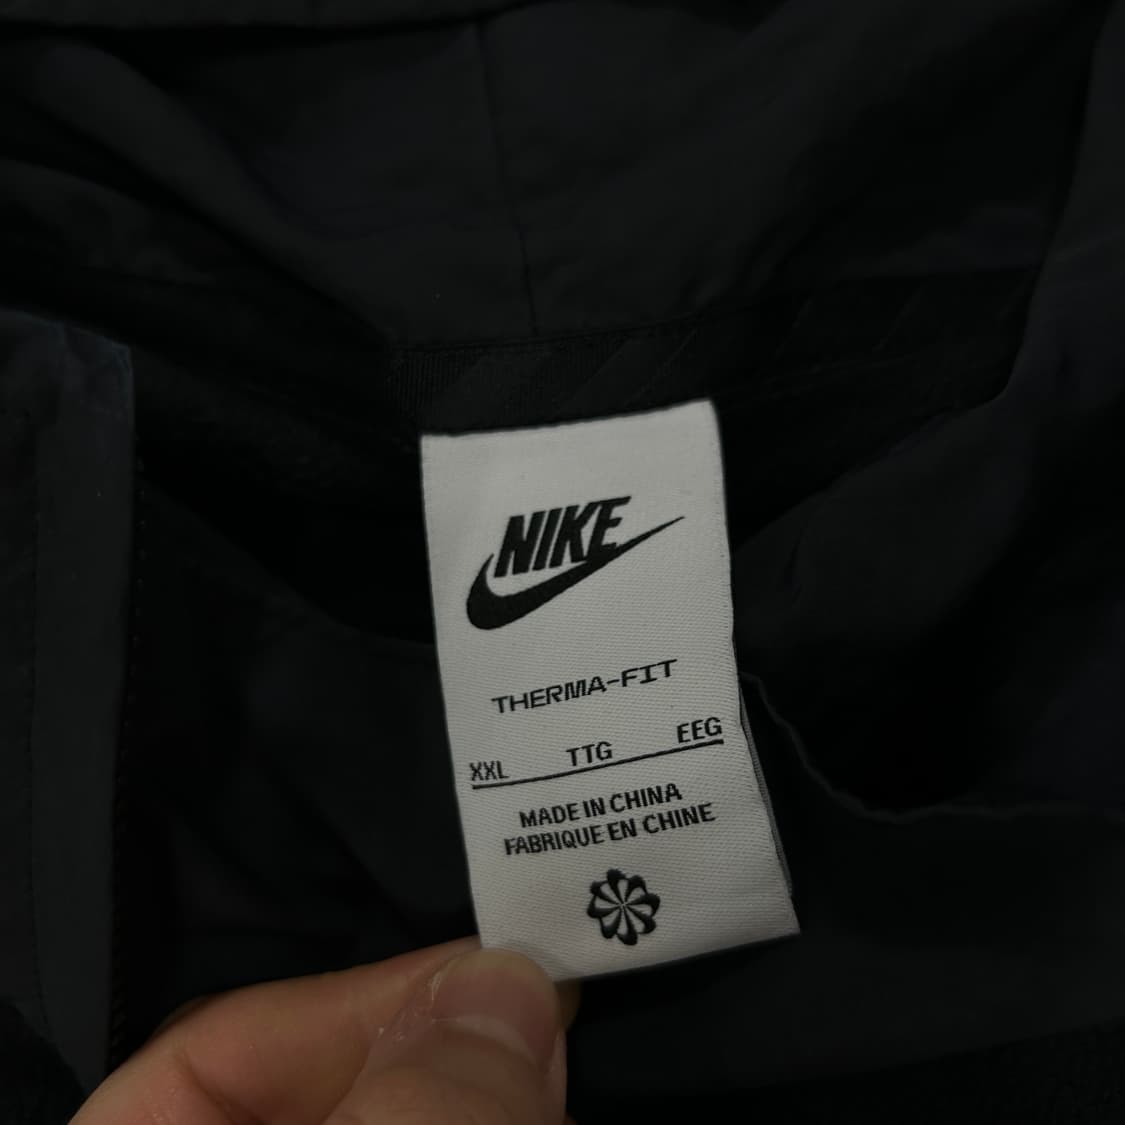 NIKE
THERMA-FIT
XXL TTG EEG
MADE IN CHINA
FABRIQUE EN CHINE